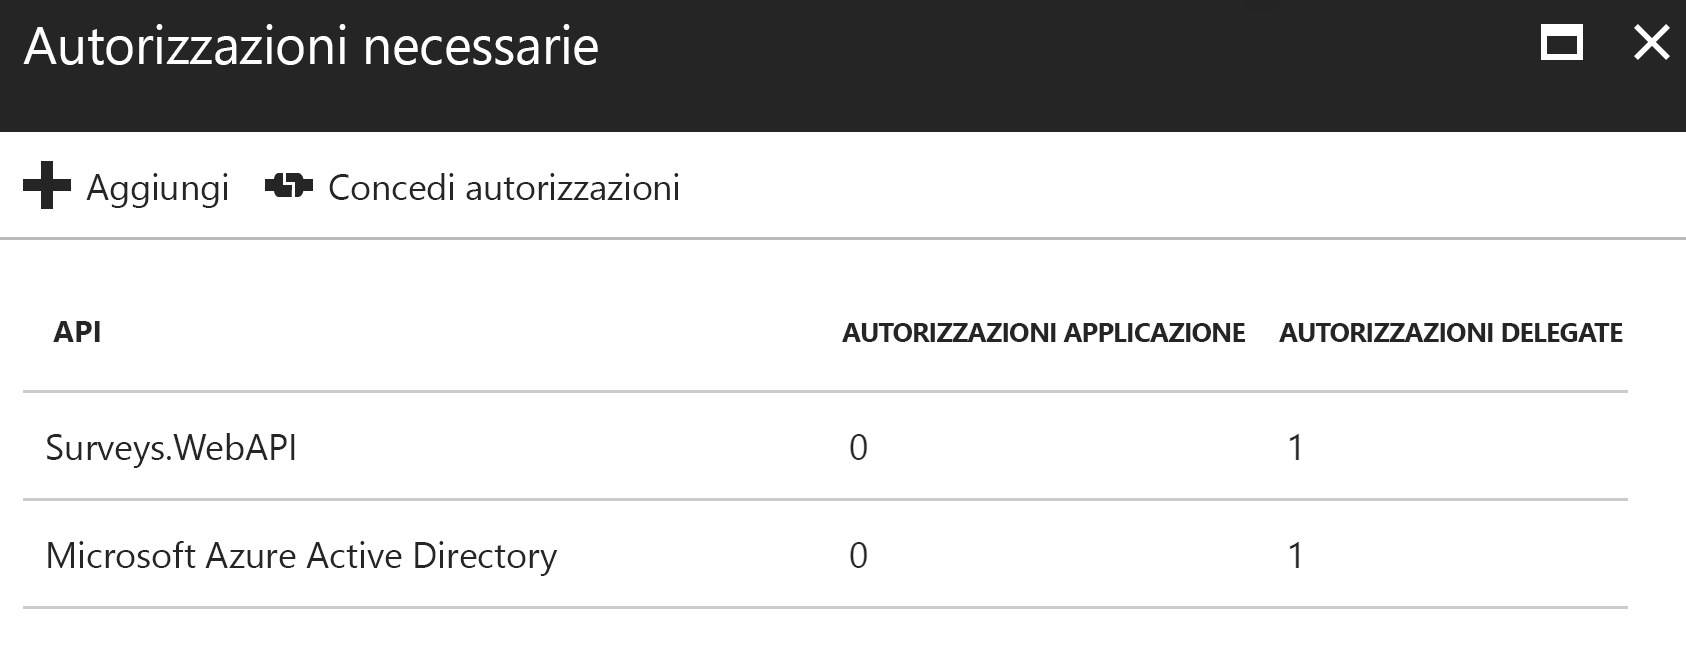 Autorizzazioni necessarie
Aggiungi Concedi autorizzazioni
API AUTORIZZAZIONI APPLICAZIONE AUTORIZZAZIONI DELEGATE
Surveys.WebAPI 0 1
Microsoft Azure Active Directory 0 1